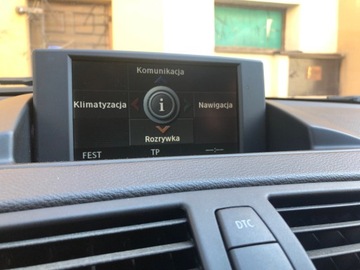 Komunikacja
Klimatyzacja
i
Nawigacja
Rozrywka
FEST TP --:--
DTC